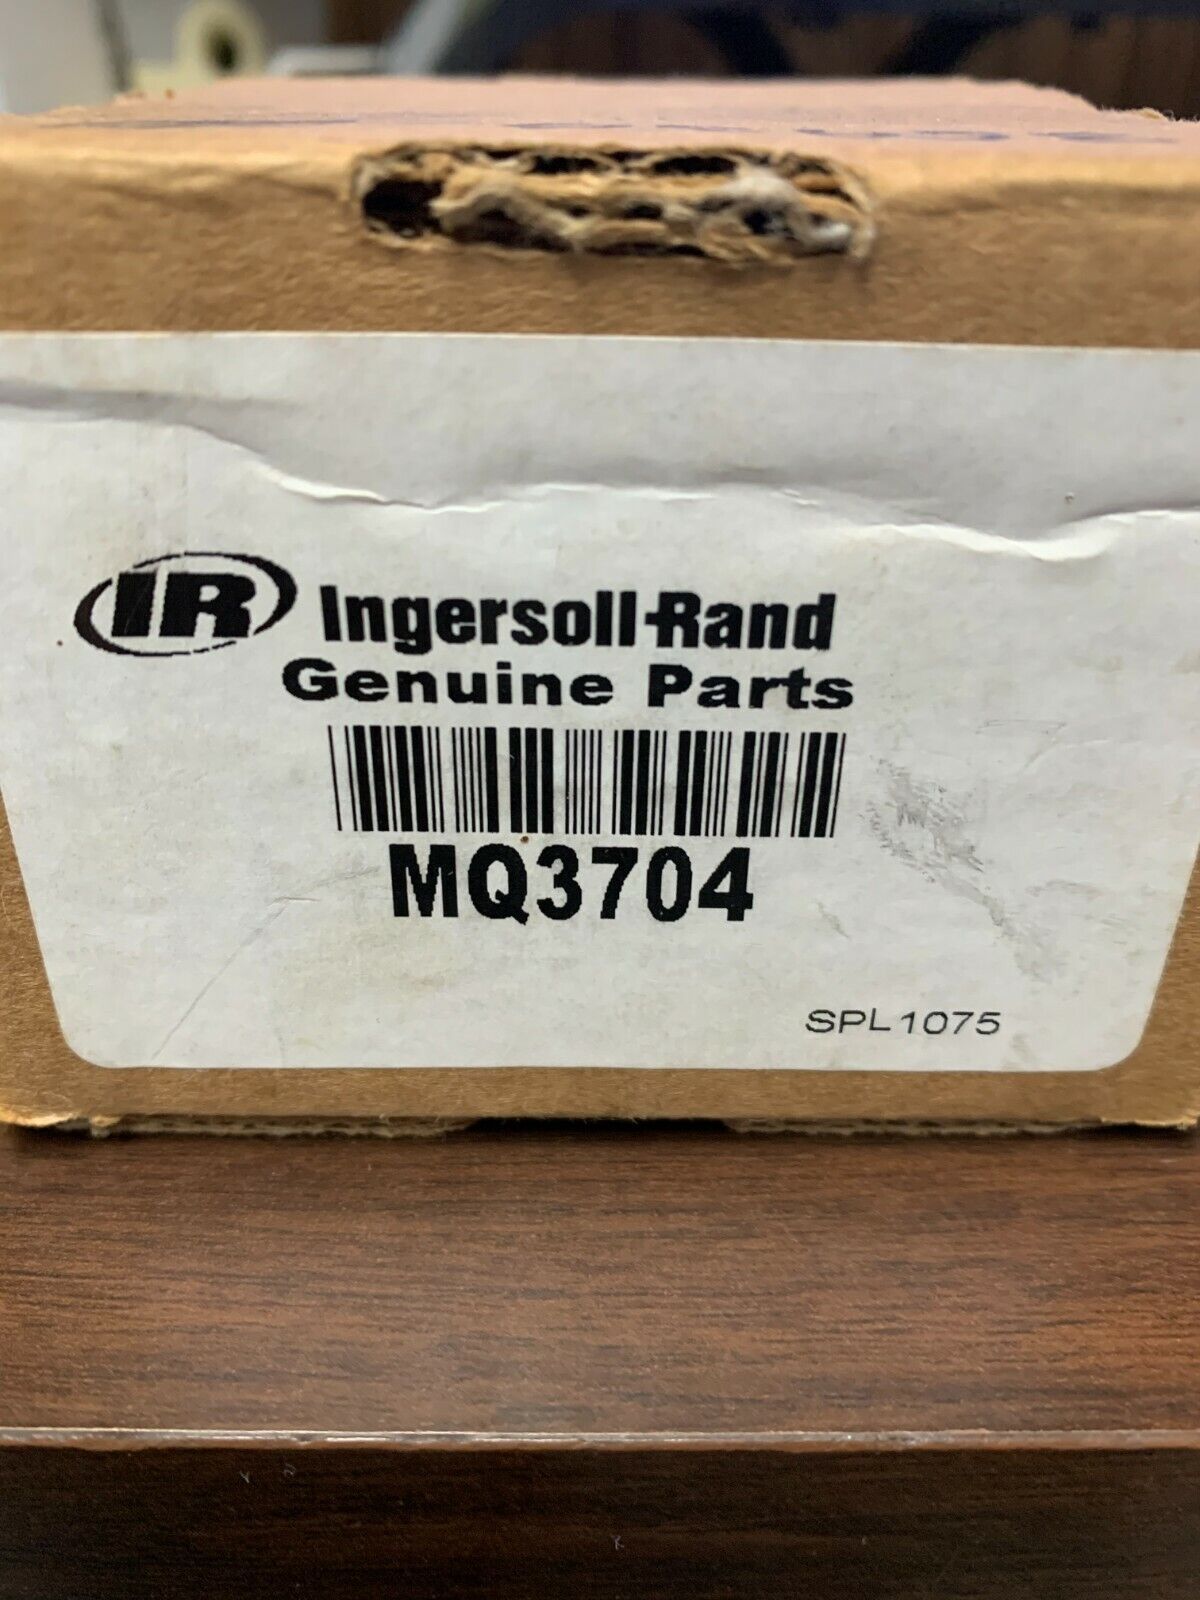 IR Ingersoll-Rand
Genuine Parts
MQ3704
SPL1075